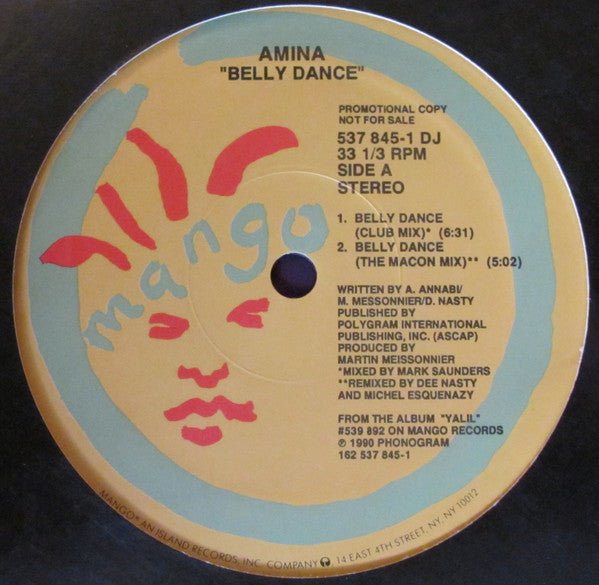 AMINA
"BELLY DANCE"
PROMOTIONAL COPY
NOT FOR SALE
537 845-1 DJ
33 1/3 RPM
SIDE A
STEREO
1. BELLY DANCE
(CLUB MIX)* (6:31)
2. BELLY DANCE
(THE MACON MIX)** (5:02)
WRITTEN BY A. ANNABI/
M. MESSONNIER/D. NASTY
PUBLISHED BY
POLYGRAM INTERNATIONAL
PUBLISHING, INC. (ASCAP)
PRODUCED BY
MARTIN MEISSONNIER
*MIXED BY MARK SAUNDERS
**REMIXED BY DEE NASTY
AND MICHEL ESQUENAZY
FROM THE ALBUM "YALIL"
#539 892 ON MANGO RECORDS
℗ 1990 PHONOGRAM
162 537 845-1
mango
MANGO® AN ISLAND RECORDS, INC. COMPANY 14 EAST 4TH STREET, NY, NY 10012